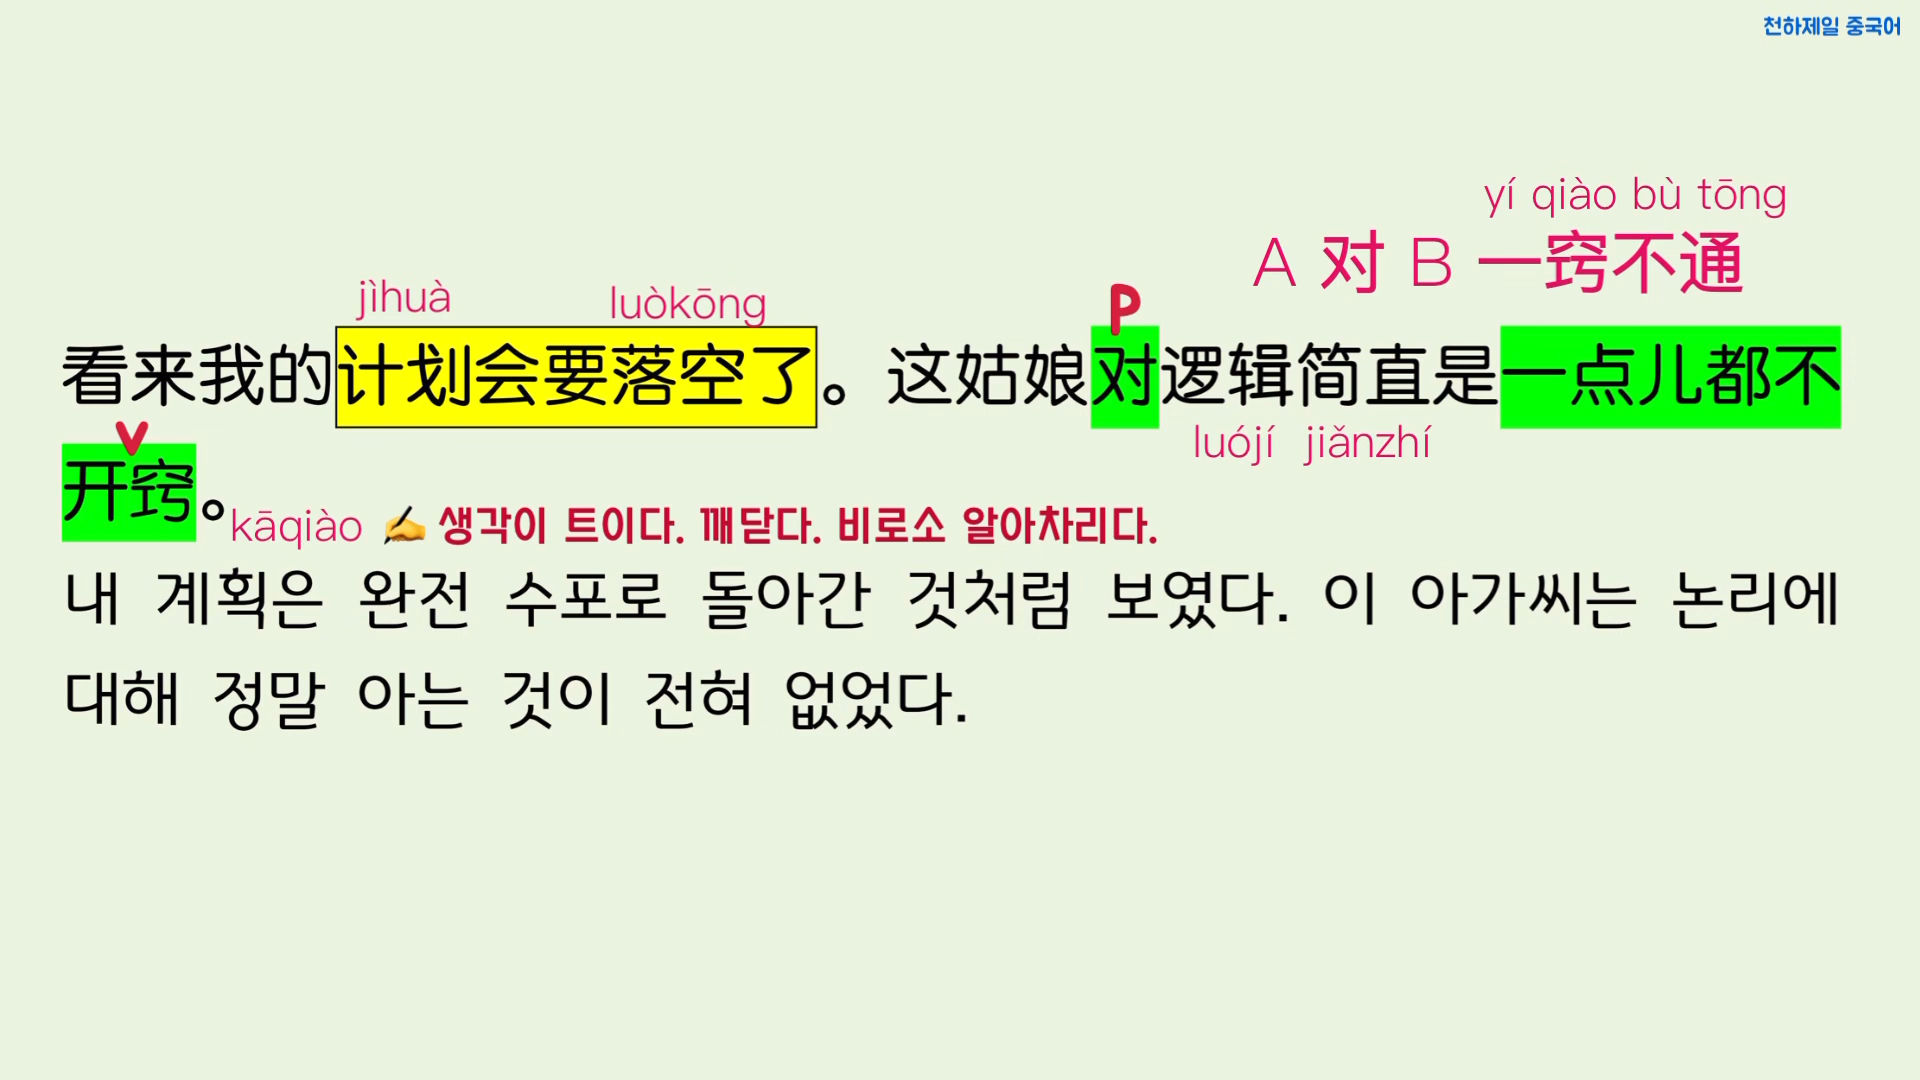 천하제일 중국어
yí qiào bù tōng
A 对 B 一窍不通
jìhuà luòkōng P
看来我的计划会要落空了。这姑娘对逻辑简直是一点儿都不
luójí jiǎnzhí
V
开窍。
kāqiào ✍ 생각이 트이다. 깨닫다. 비로소 알아차리다.
내 계획은 완전 수포로 돌아간 것처럼 보였다. 이 아가씨는 논리에
대해 정말 아는 것이 전혀 없었다.